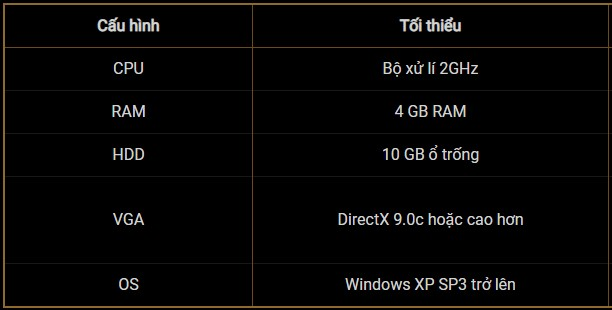 Cấu hình Tối thiểu
CPU Bộ xử lí 2GHz
RAM 4 GB RAM
HDD 10 GB ổ trống
VGA DirectX 9.0c hoặc cao hơn
OS Windows XP SP3 trở lên